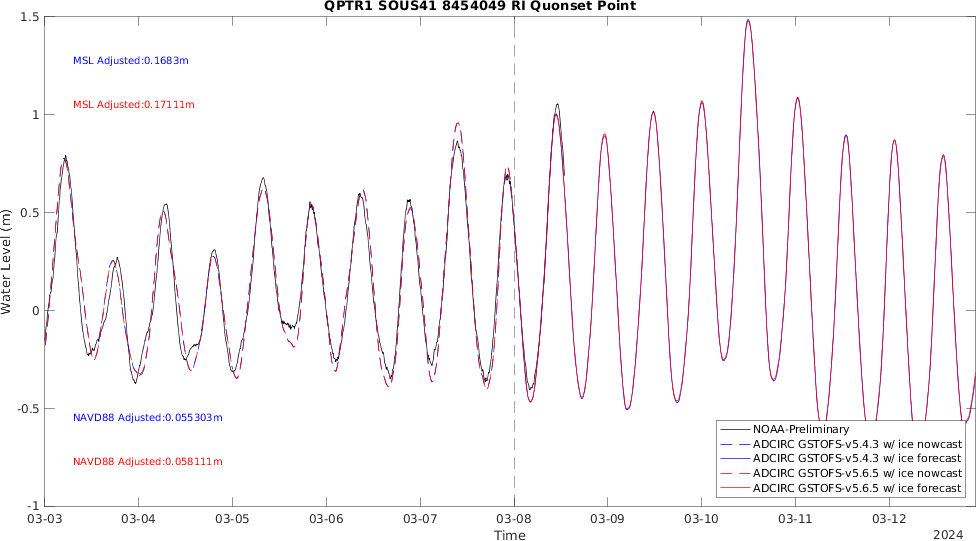 QPTR1 SOUS41 8454049 RI Quonset Point
1.5
1
0.5
0
-0.5
-1
Water Level (m)
MSL Adjusted:0.1683m
MSL Adjusted:0.17111m
NAVD88 Adjusted:0.055303m
NAVD88 Adjusted:0.058111m
NOAA-Preliminary
ADCIRC GSTOFS-v5.4.3 w/ ice nowcast
ADCIRC GSTOFS-v5.4.3 w/ ice forecast
ADCIRC GSTOFS-v5.6.5 w/ ice nowcast
ADCIRC GSTOFS-v5.6.5 w/ ice forecast
03-03 03-04 03-05 03-06 03-07 03-08 03-09 03-10 03-11 03-12
Time
2024